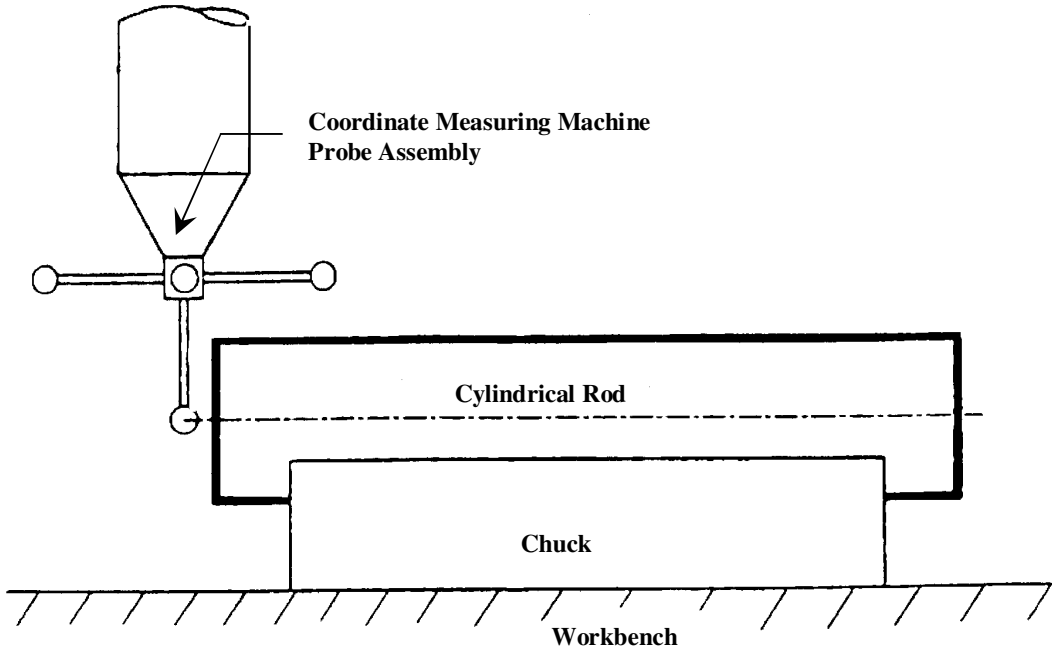 Coordinate Measuring Machine
Probe Assembly
Cylindrical Rod
Chuck
Workbench